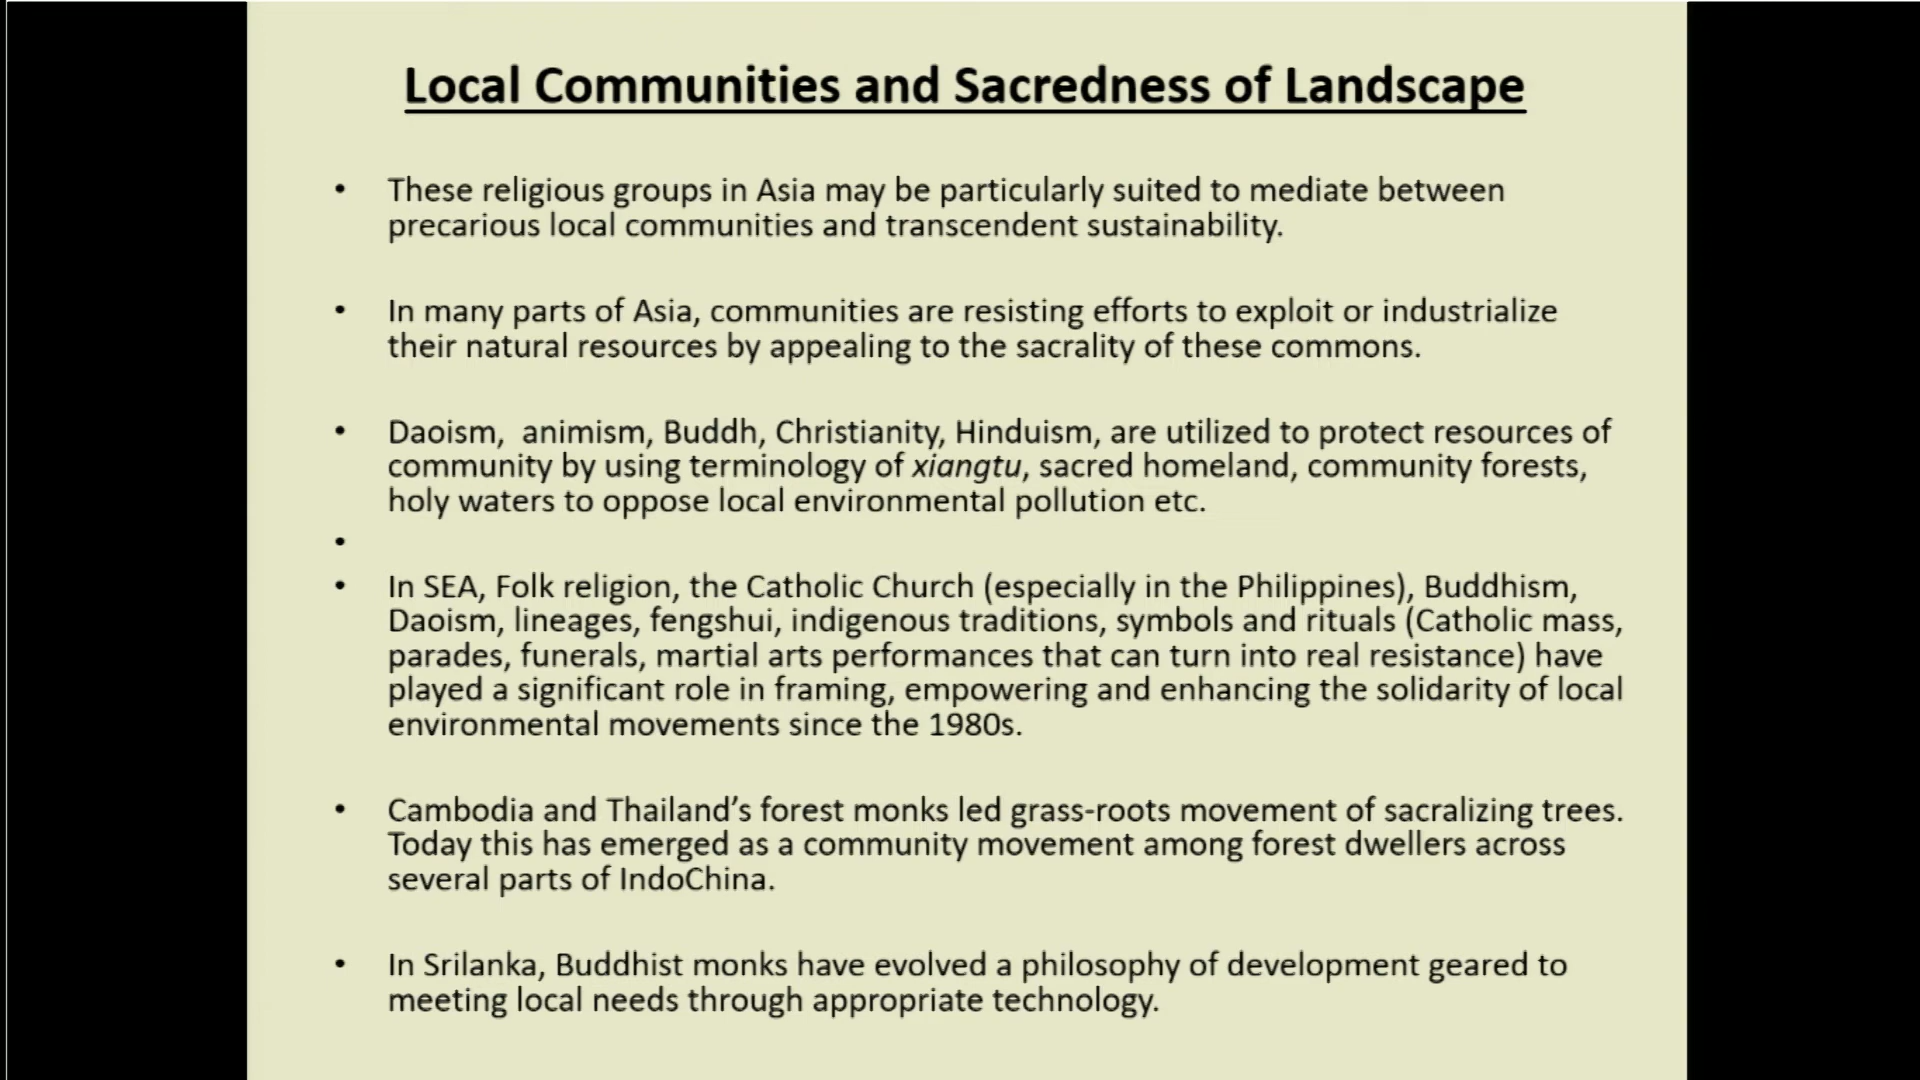 Local Communities and Sacredness of Landscape
• These religious groups in Asia may be particularly suited to mediate between
precarious local communities and transcendent sustainability.
• In many parts of Asia, communities are resisting efforts to exploit or industrialize
their natural resources by appealing to the sacrality of these commons.
• Daoism,  animism, Buddh, Christianity, Hinduism, are utilized to protect resources of
community by using terminology of xiangtu, sacred homeland, community forests,
holy waters to oppose local environmental pollution etc.
•
• In SEA, Folk religion, the Catholic Church (especially in the Philippines), Buddhism,
Daoism, lineages, fengshui, indigenous traditions, symbols and rituals (Catholic mass,
parades, funerals, martial arts performances that can turn into real resistance) have
played a significant role in framing, empowering and enhancing the solidarity of local
environmental movements since the 1980s.
• Cambodia and Thailand’s forest monks led grass-roots movement of sacralizing trees.
Today this has emerged as a community movement among forest dwellers across
several parts of IndoChina.
• In Srilanka, Buddhist monks have evolved a philosophy of development geared to
meeting local needs through appropriate technology.